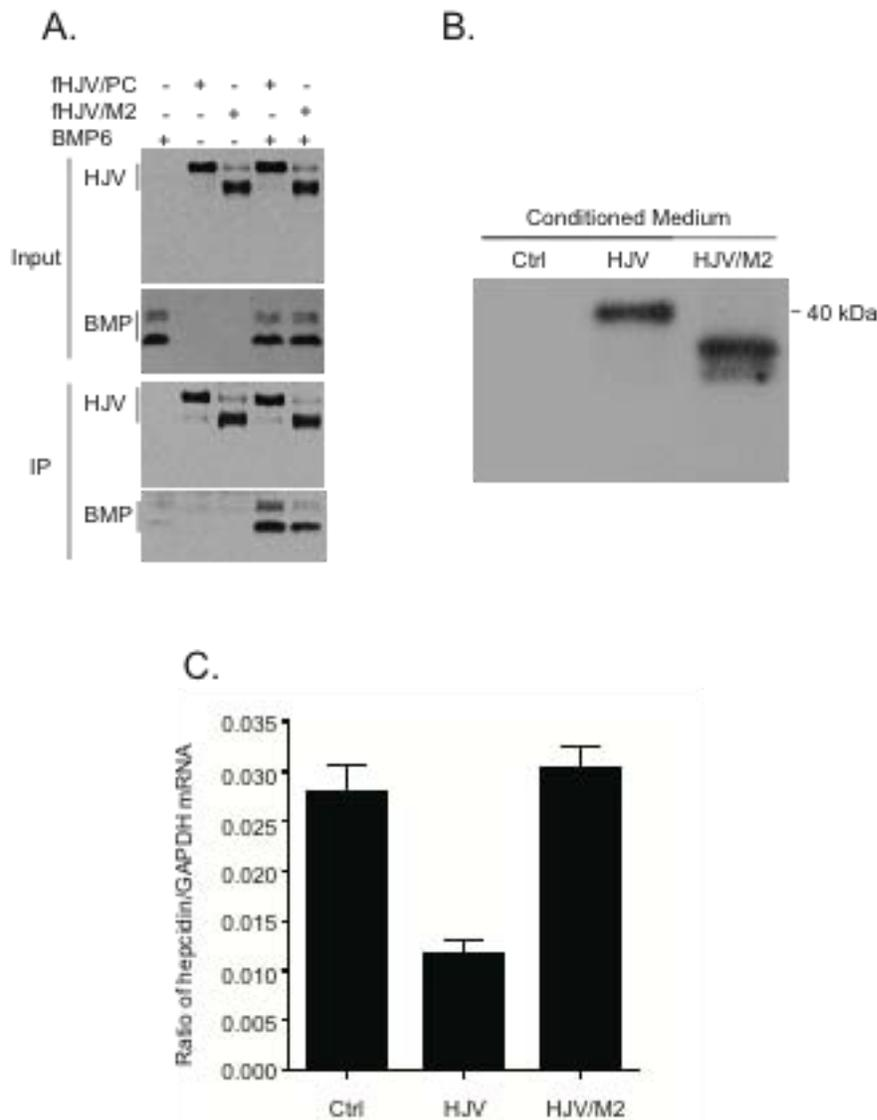 A.
fHJV/PC - + - + -
fHJV/M2 - - + - +
BMP6 + - - + +
Input
HJV
BMP
IP
HJV
BMP
B.
Conditioned Medium
Ctrl HJV HJV/M2
- 40 kDa
C.
Ratio of hepcidin/GAPDH mRNA
0.035
0.030
0.025
0.020
0.015
0.010
0.005
0.000
Ctrl HJV HJV/M2